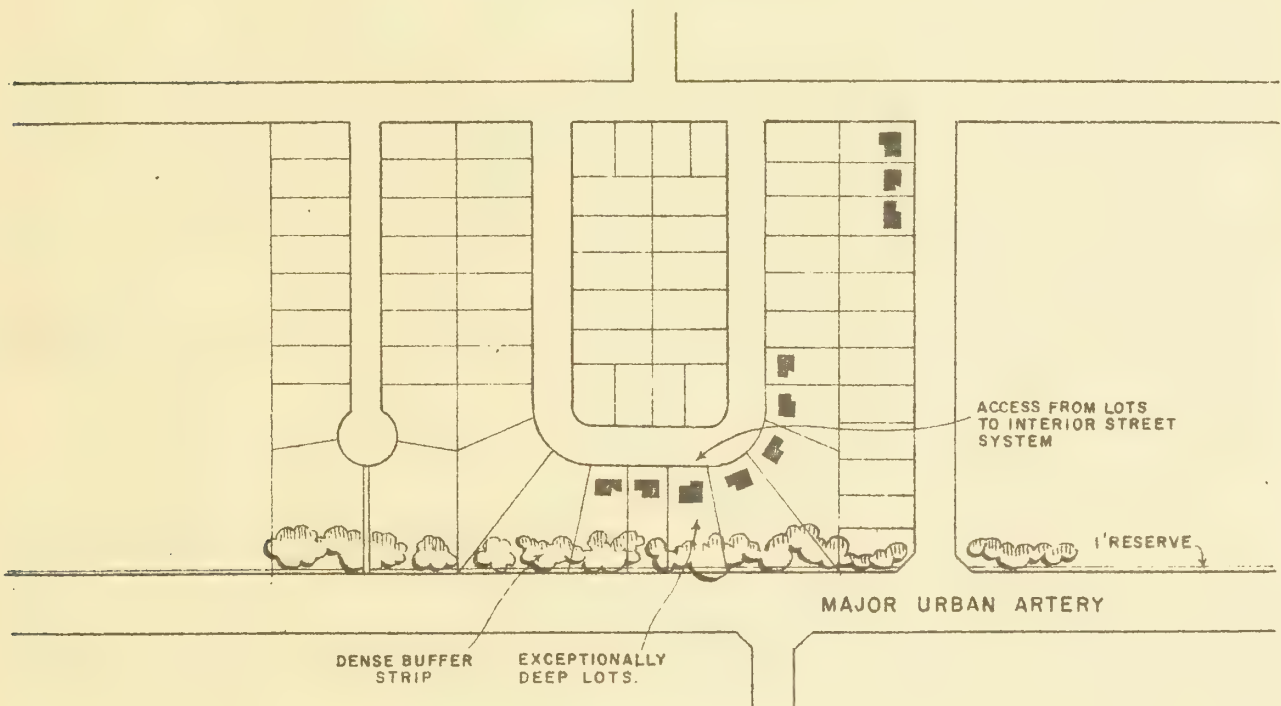 ACCESS FROM LOTS
TO INTERIOR STREET
SYSTEM
1' RESERVE
MAJOR URBAN ARTERY
DENSE BUFFER
STRIP
EXCEPTIONALLY
DEEP LOTS.